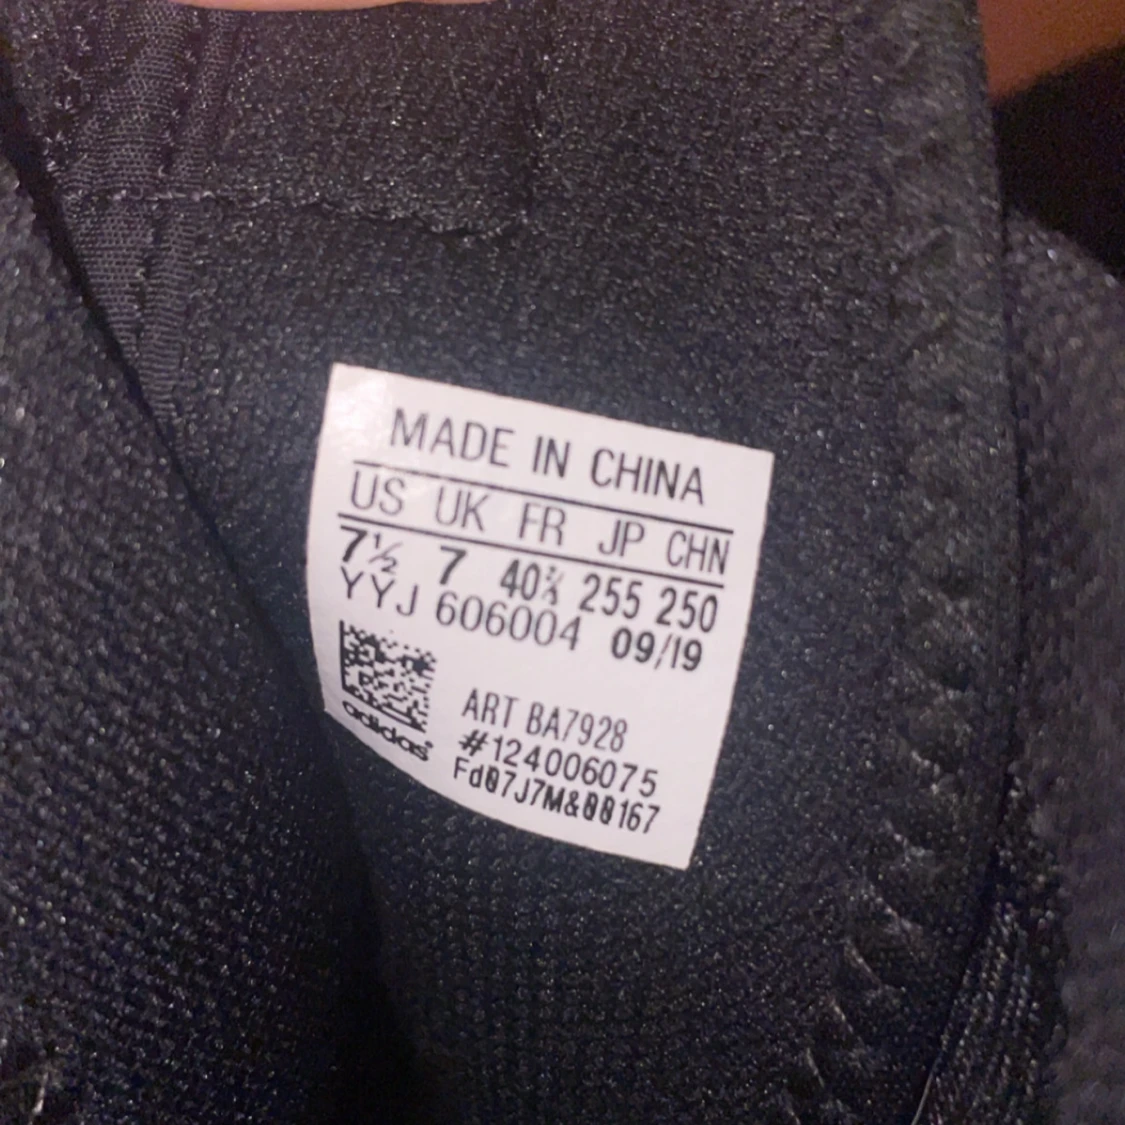 MADE IN CHINA
US UK FR JP CHN
7½ 7 40⅔ 255 250
YYJ 606004 09/19
ART BA7928
#124006075
Fd07J7M&00167
adidas